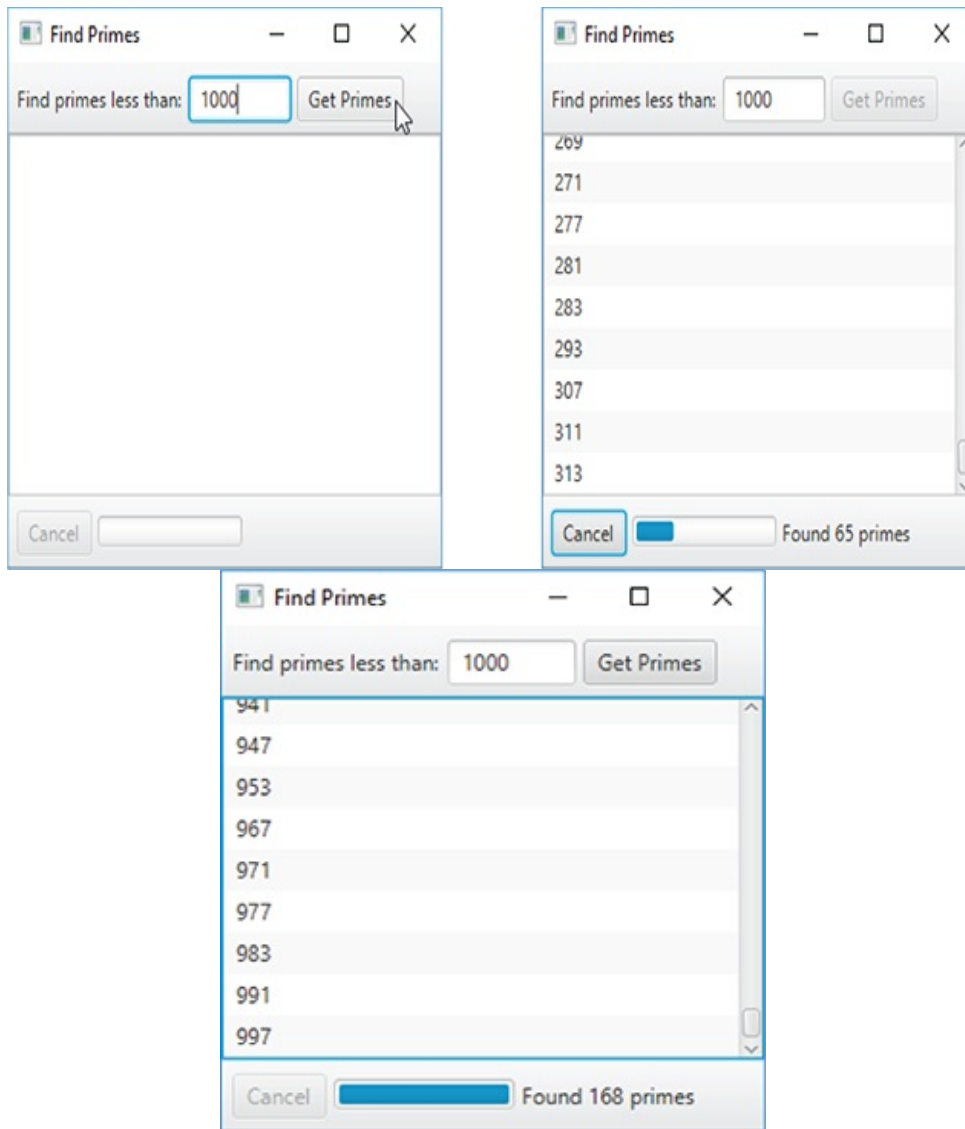 Find Primes
Find primes less than: 1000 Get Primes
Cancel
Find Primes
Find primes less than: 1000 Get Primes
269
271
277
281
283
293
307
311
313
Cancel Found 65 primes
Find Primes
Find primes less than: 1000 Get Primes
941
947
953
967
971
977
983
991
997
Cancel Found 168 primes